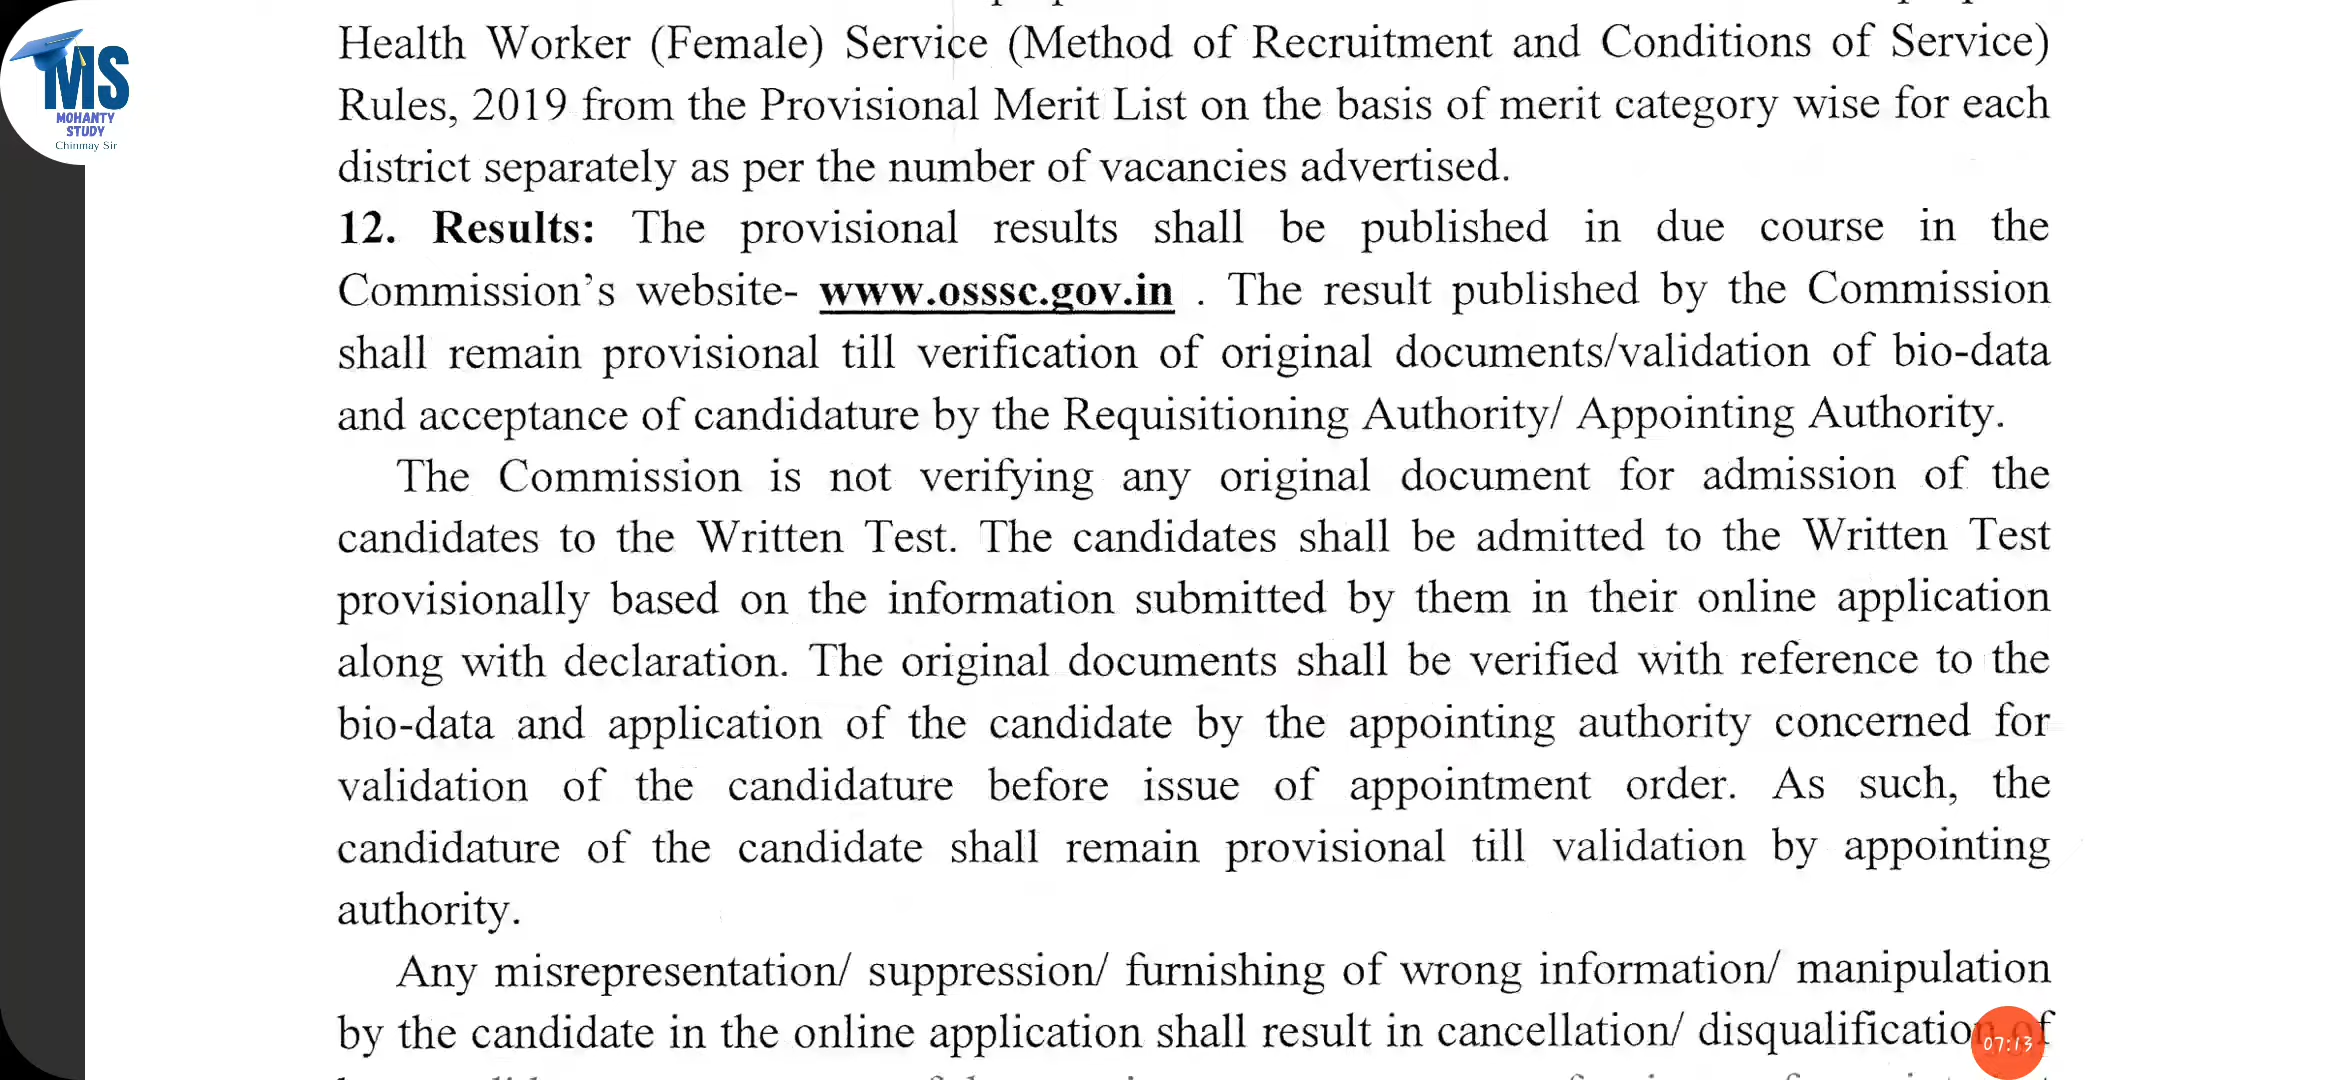 MS
MOHANTY
STUDY
Chinmay Sir
Health Worker (Female) Service (Method of Recruitment and Conditions of Service)
Rules, 2019 from the Provisional Merit List on the basis of merit category wise for each
district separately as per the number of vacancies advertised.
12. Results: The provisional results shall be published in due course in the
Commission’s website- www.osssc.gov.in . The result published by the Commission
shall remain provisional till verification of original documents/validation of bio-data
and acceptance of candidature by the Requisitioning Authority/ Appointing Authority.
The Commission is not verifying any original document for admission of the
candidates to the Written Test. The candidates shall be admitted to the Written Test
provisionally based on the information submitted by them in their online application
along with declaration. The original documents shall be verified with reference to the
bio-data and application of the candidate by the appointing authority concerned for
validation of the candidature before issue of appointment order. As such, the
candidature of the candidate shall remain provisional till validation by appointing
authority.
Any misrepresentation/ suppression/ furnishing of wrong information/ manipulation
by the candidate in the online application shall result in cancellation/ disqualification of
07:13